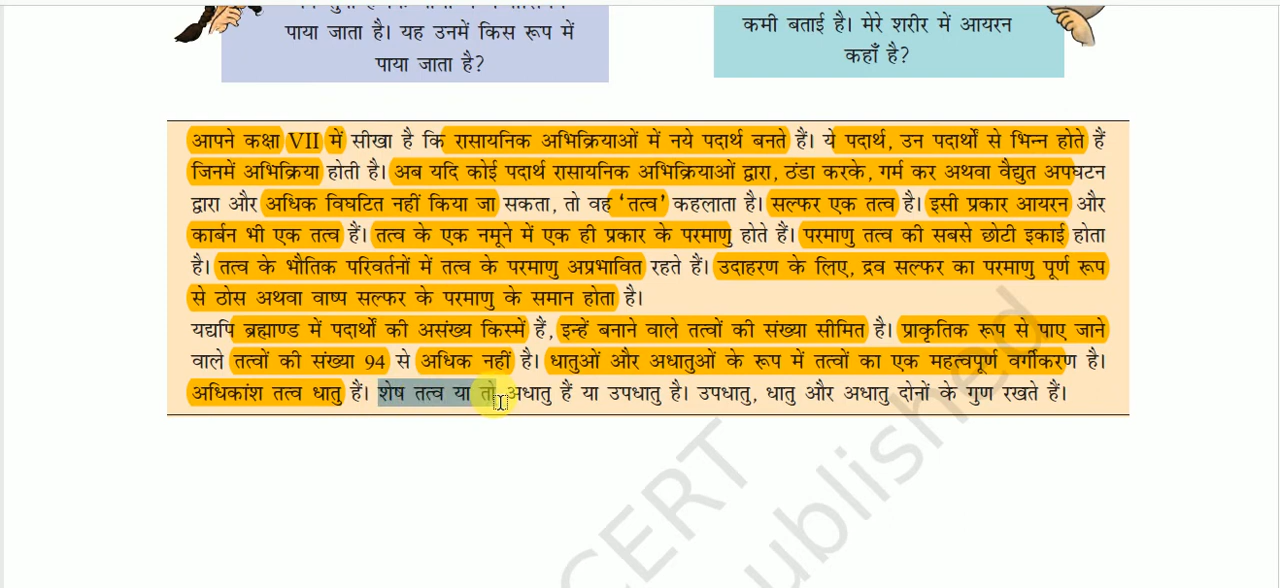 पाया जाता है। यह उनमें किस रूप में
पाया जाता है?
कमी बताई है। मेरे शरीर में आयरन
कहाँ है?
आपने कक्षा VII में सीखा है कि रासायनिक अभिक्रियाओं में नये पदार्थ बनते हैं। ये पदार्थ, उन पदार्थों से भिन्न होते हैं
जिनमें अभिक्रिया होती है। अब यदि कोई पदार्थ रासायनिक अभिक्रियाओं द्वारा, ठंडा करके, गर्म कर अथवा वैद्युत अपघटन
द्वारा और अधिक विघटित नहीं किया जा सकता, तो वह ‘तत्व’ कहलाता है। सल्फर एक तत्व है। इसी प्रकार आयरन और
कार्बन भी एक तत्व हैं। तत्व के एक नमूने में एक ही प्रकार के परमाणु होते हैं। परमाणु तत्व की सबसे छोटी इकाई होता
है। तत्व के भौतिक परिवर्तनों में तत्व के परमाणु अप्रभावित रहते हैं। उदाहरण के लिए, द्रव सल्फर का परमाणु पूर्ण रूप
से ठोस अथवा वाष्प सल्फर के परमाणु के समान होता है।
यद्यपि ब्रह्माण्ड में पदार्थों की असंख्य किस्में हैं, इन्हें बनाने वाले तत्वों की संख्या सीमित है। प्राकृतिक रूप से पाए जाने
वाले तत्वों की संख्या 94 से अधिक नहीं है। धातुओं और अधातुओं के रूप में तत्वों का एक महत्वपूर्ण वर्गीकरण है।
अधिकांश तत्व धातु हैं। शेष तत्व या तो अधातु हैं या उपधातु है। उपधातु, धातु और अधातु दोनों के गुण रखते हैं।